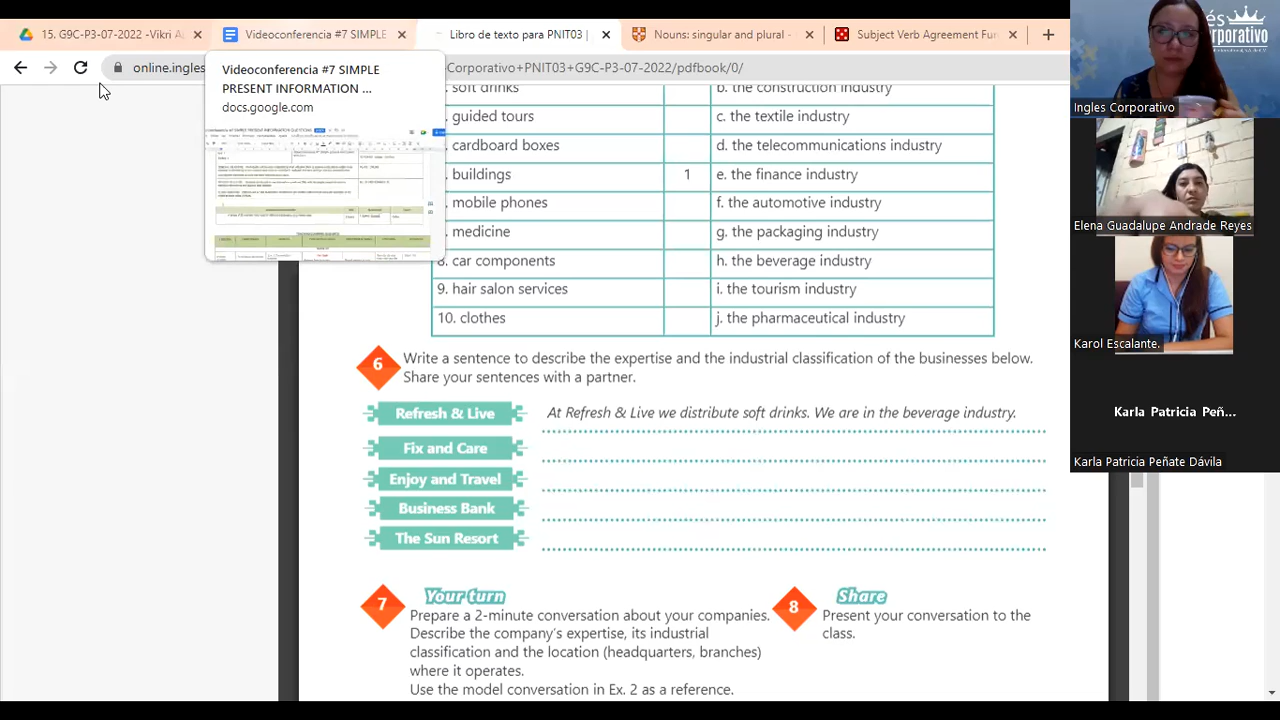 15. G9C-P3-07-2022 -Vikri A
Videoconferencia #7 SIMPLE
Libro de texto para PNIT03 |
Nouns: singular and plural -
Subject Verb Agreement Fun
online.ingles
Corporativo+PNIT03+G9C-P3-07-2022/pdfbook/0/
Videoconferencia #7 SIMPLE
PRESENT INFORMATION ...
docs.google.com
. soft drinks
b. the construction industry
. guided tours
c. the textile industry
. cardboard boxes
d. the telecommunications industry
. buildings
e. the finance industry
. mobile phones
f. the automotive industry
. medicine
g. the packaging industry
8. car components
h. the beverage industry
9. hair salon services
i. the tourism industry
10. clothes
j. the pharmaceutical industry
6
Write a sentence to describe the expertise and the industrial classification of the businesses below.
Share your sentences with a partner.
Refresh & Live
At Refresh & Live we distribute soft drinks. We are in the beverage industry.
Fix and Care
Enjoy and Travel
Business Bank
The Sun Resort
7
Your turn
Prepare a 2-minute conversation about your companies.
Describe the company's expertise, its industrial
classification and the location (headquarters, branches)
where it operates.
Use the model conversation in Ex. 2 as a reference.
8
Share
Present your conversation to the
class.
és
rporativo
Ingles Corporativo
Elena Guadalupe Andrade Reyes
Karol Escalante.
Karla Patricia Peñ...
Karla Patricia Peñate Dávila